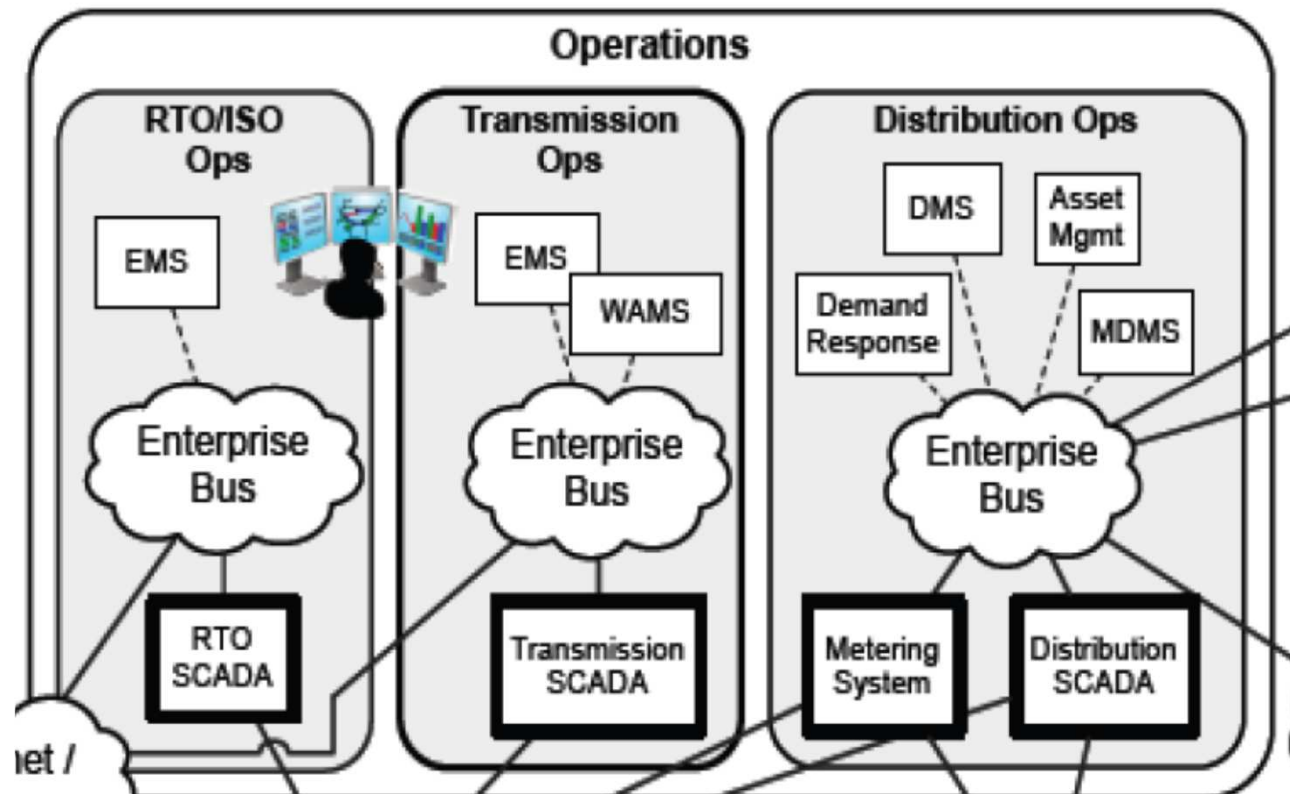 Operations
RTO/ISO
Ops
EMS
Enterprise
Bus
RTO
SCADA
Transmission
Ops
EMS
WAMS
Enterprise
Bus
Transmission
SCADA
Distribution Ops
DMS
Asset
Mgmt
Demand
Response
MDMS
Enterprise
Bus
Metering
System
Distribution
SCADA
net /